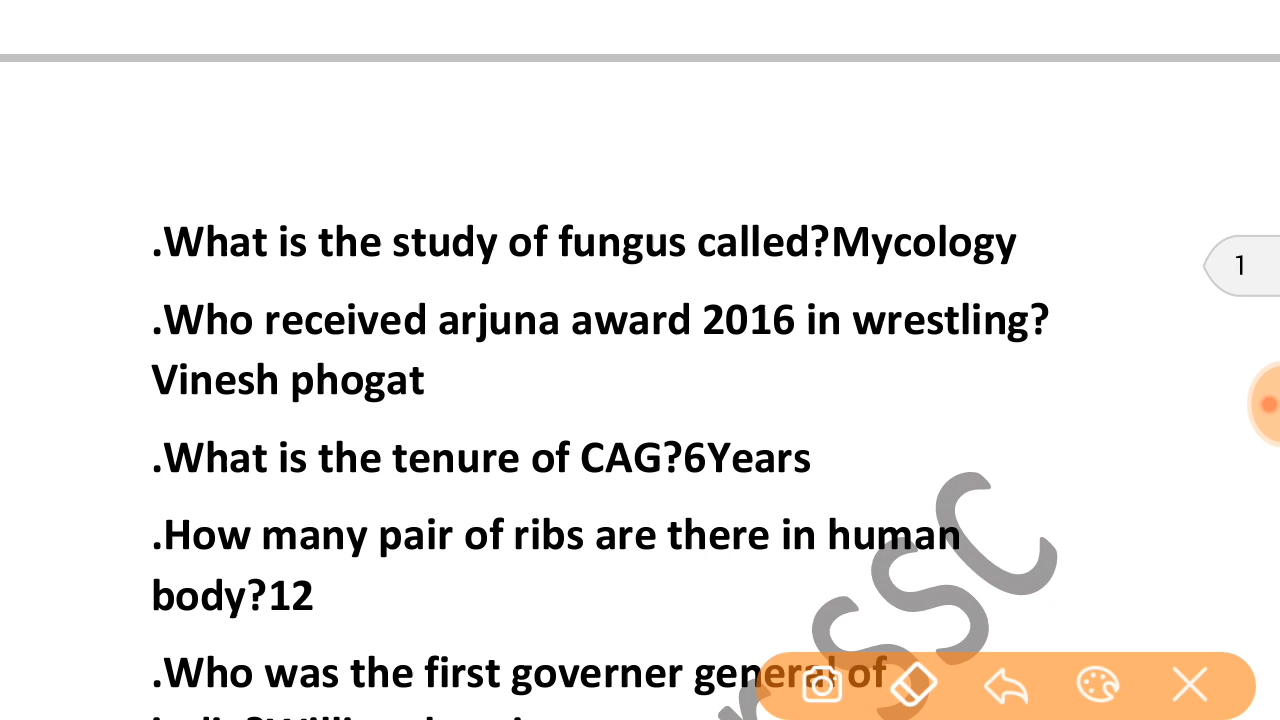 .What is the study of fungus called?Mycology
1
.Who received arjuna award 2016 in wrestling?
Vinesh phogat
.What is the tenure of CAG?6Years
.How many pair of ribs are there in human
body?12
SSC
.Who was the first governer general of